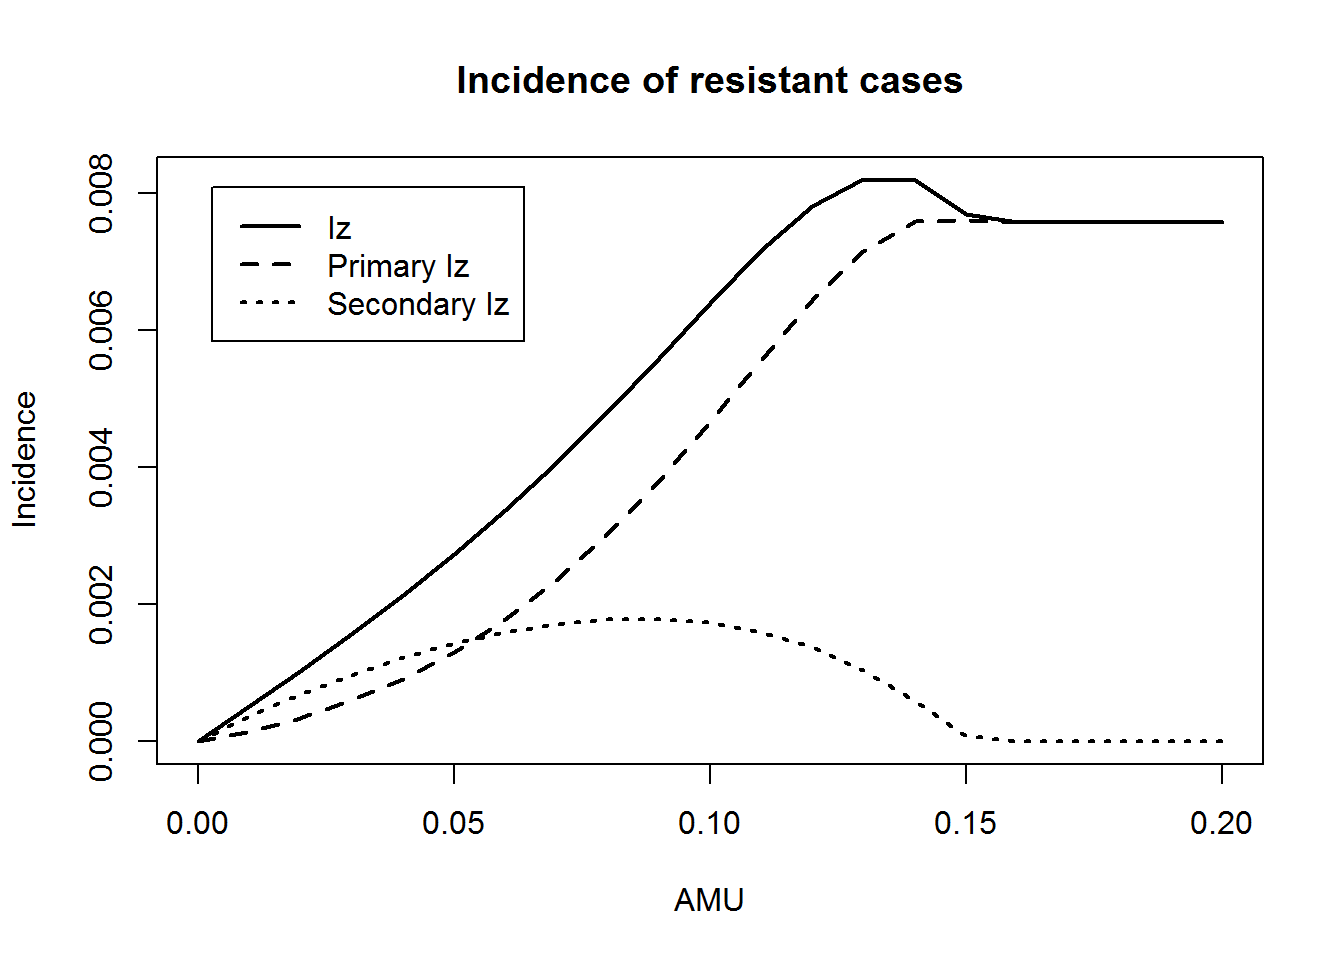 Incidence of resistant cases
Iz
Primary Iz
Secondary Iz
Incidence
0.008
0.006
0.004
0.002
0.000
0.00
0.05
0.10
0.15
0.20
AMU